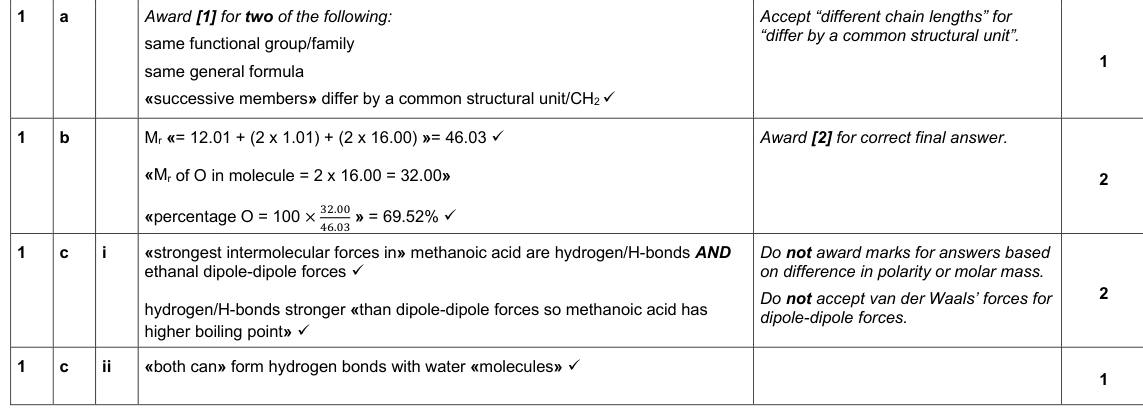 1 a Award [1] for two of the following:
same functional group/family
same general formula
«successive members» differ by a common structural unit/CH₂ ✓
Accept “different chain lengths” for
“differ by a common structural unit”.
1
1 b Mᵣ «= 12.01 + (2 x 1.01) + (2 x 16.00) »= 46.03 ✓
«Mᵣ of O in molecule = 2 x 16.00 = 32.00»
«percentage O = 100 × 32.00/46.03 » = 69.52% ✓
Award [2] for correct final answer.
2
1 c i «strongest intermolecular forces in» methanoic acid are hydrogen/H-bonds AND
ethanal dipole-dipole forces ✓
hydrogen/H-bonds stronger «than dipole-dipole forces so methanoic acid has
higher boiling point» ✓
Do not award marks for answers based
on difference in polarity or molar mass.
Do not accept van der Waals’ forces for
dipole-dipole forces.
2
1 c ii «both can» form hydrogen bonds with water «molecules» ✓
1